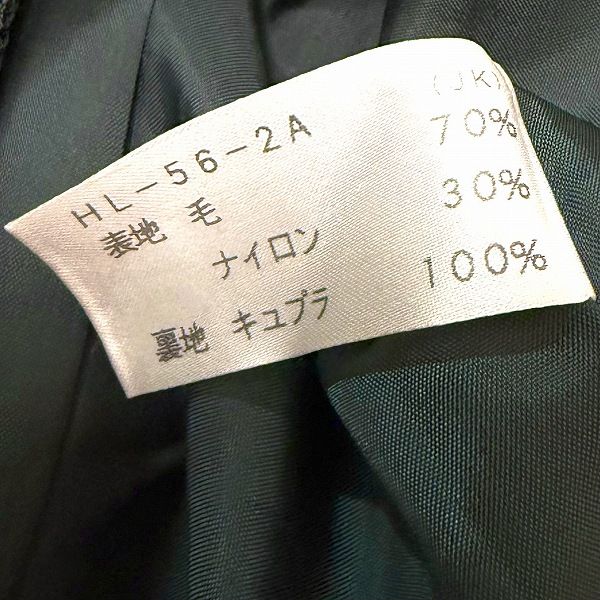 HL-56-2A (JK)
表地 毛 70%
ナイロン 30%
裏地 キュプラ 100%